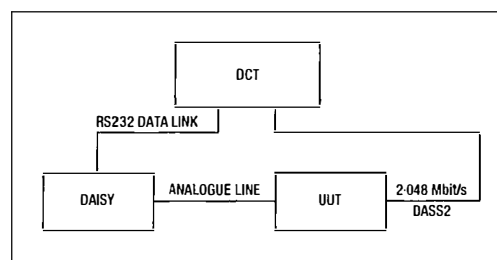 DCT
RS232 DATA LINK
DAISY
ANALOGUE LINE
UUT
2·048 Mbit/s
DASS2